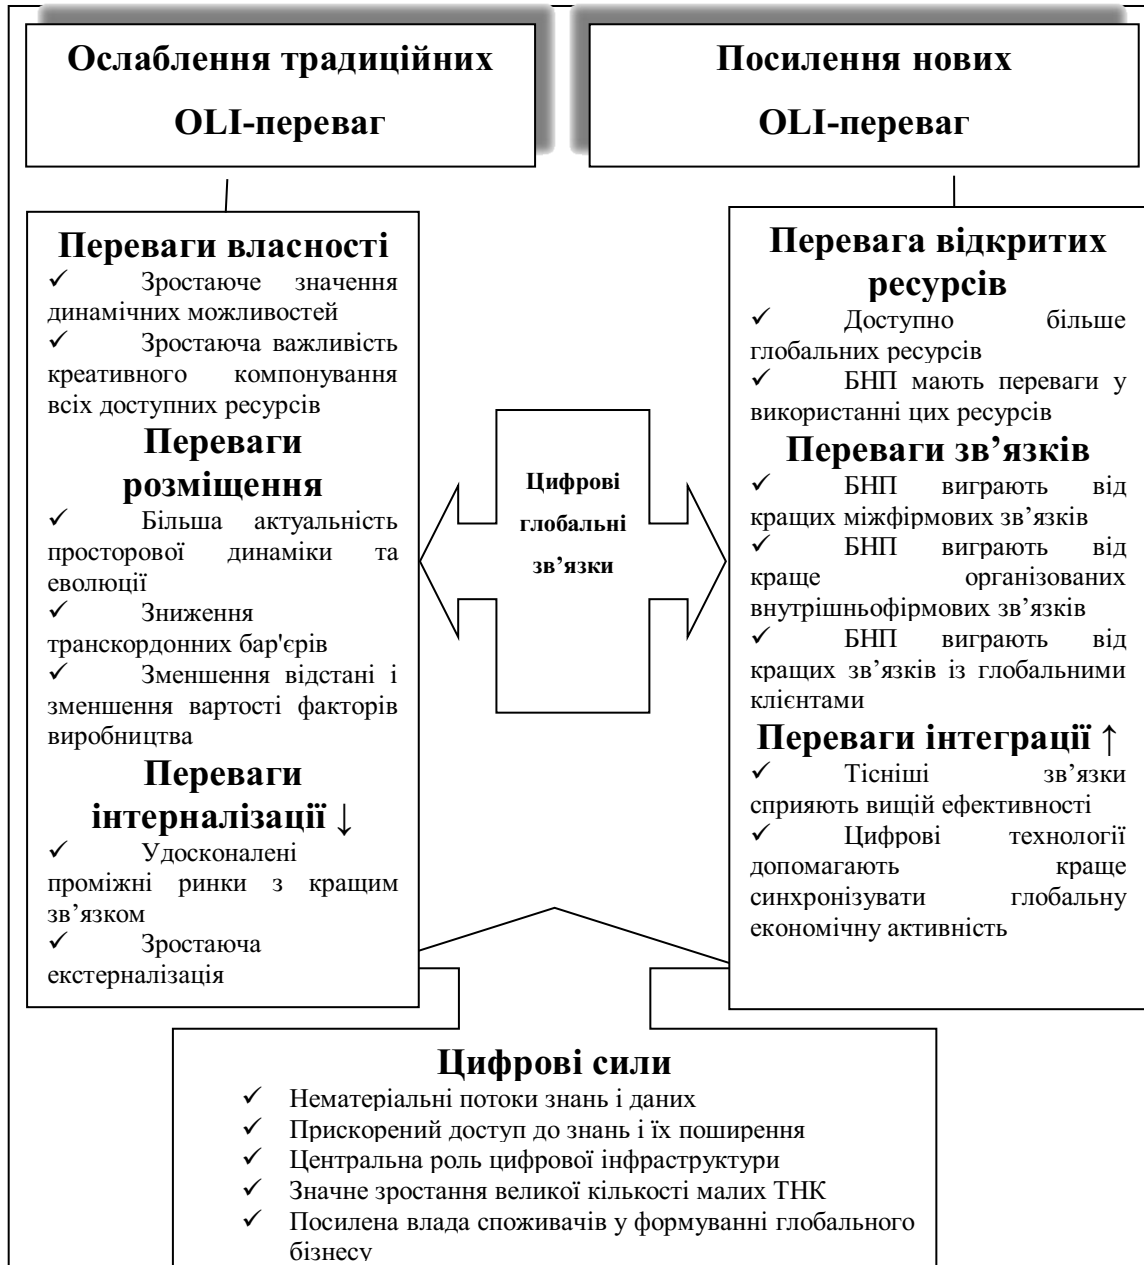 Ослаблення традиційних
OLI-переваг
Посилення нових
OLI-переваг
Переваги власності
✓ Зростаюче значення
динамічних можливостей
✓ Зростаюча важливість
креативного компонування
всіх доступних ресурсів
Переваги
розміщення
✓ Більша актуальність
просторової динаміки та
еволюції
✓ Зниження
транскордонних бар'єрів
✓ Зменшення відстані і
зменшення вартості факторів
виробництва
Переваги
інтерналізації ↓
✓ Удосконалені
проміжні ринки з кращим
зв’язком
✓ Зростаюча
екстерналізація
Цифрові
глобальні
зв’язки
Перевага відкритих
ресурсів
✓ Доступно більше
глобальних ресурсів
✓ БНП мають переваги у
використанні цих ресурсів
Переваги зв’язків
✓ БНП виграють від
кращих міжфірмових зв’язків
✓ БНП виграють від
краще організованих
внутрішньофірмових зв’язків
✓ БНП виграють від
кращих зв’язків із глобальними
клієнтами
Переваги інтеграції ↑
✓ Тісніші зв’язки
сприяють вищій ефективності
✓ Цифрові технології
допомагають краще
синхронізувати глобальну
економічну активність
Цифрові сили
✓ Нематеріальні потоки знань і даних
✓ Прискорений доступ до знань і їх поширення
✓ Центральна роль цифрової інфраструктури
✓ Значне зростання великої кількості малих ТНК
✓ Посилена влада споживачів у формуванні глобального
бізнесу